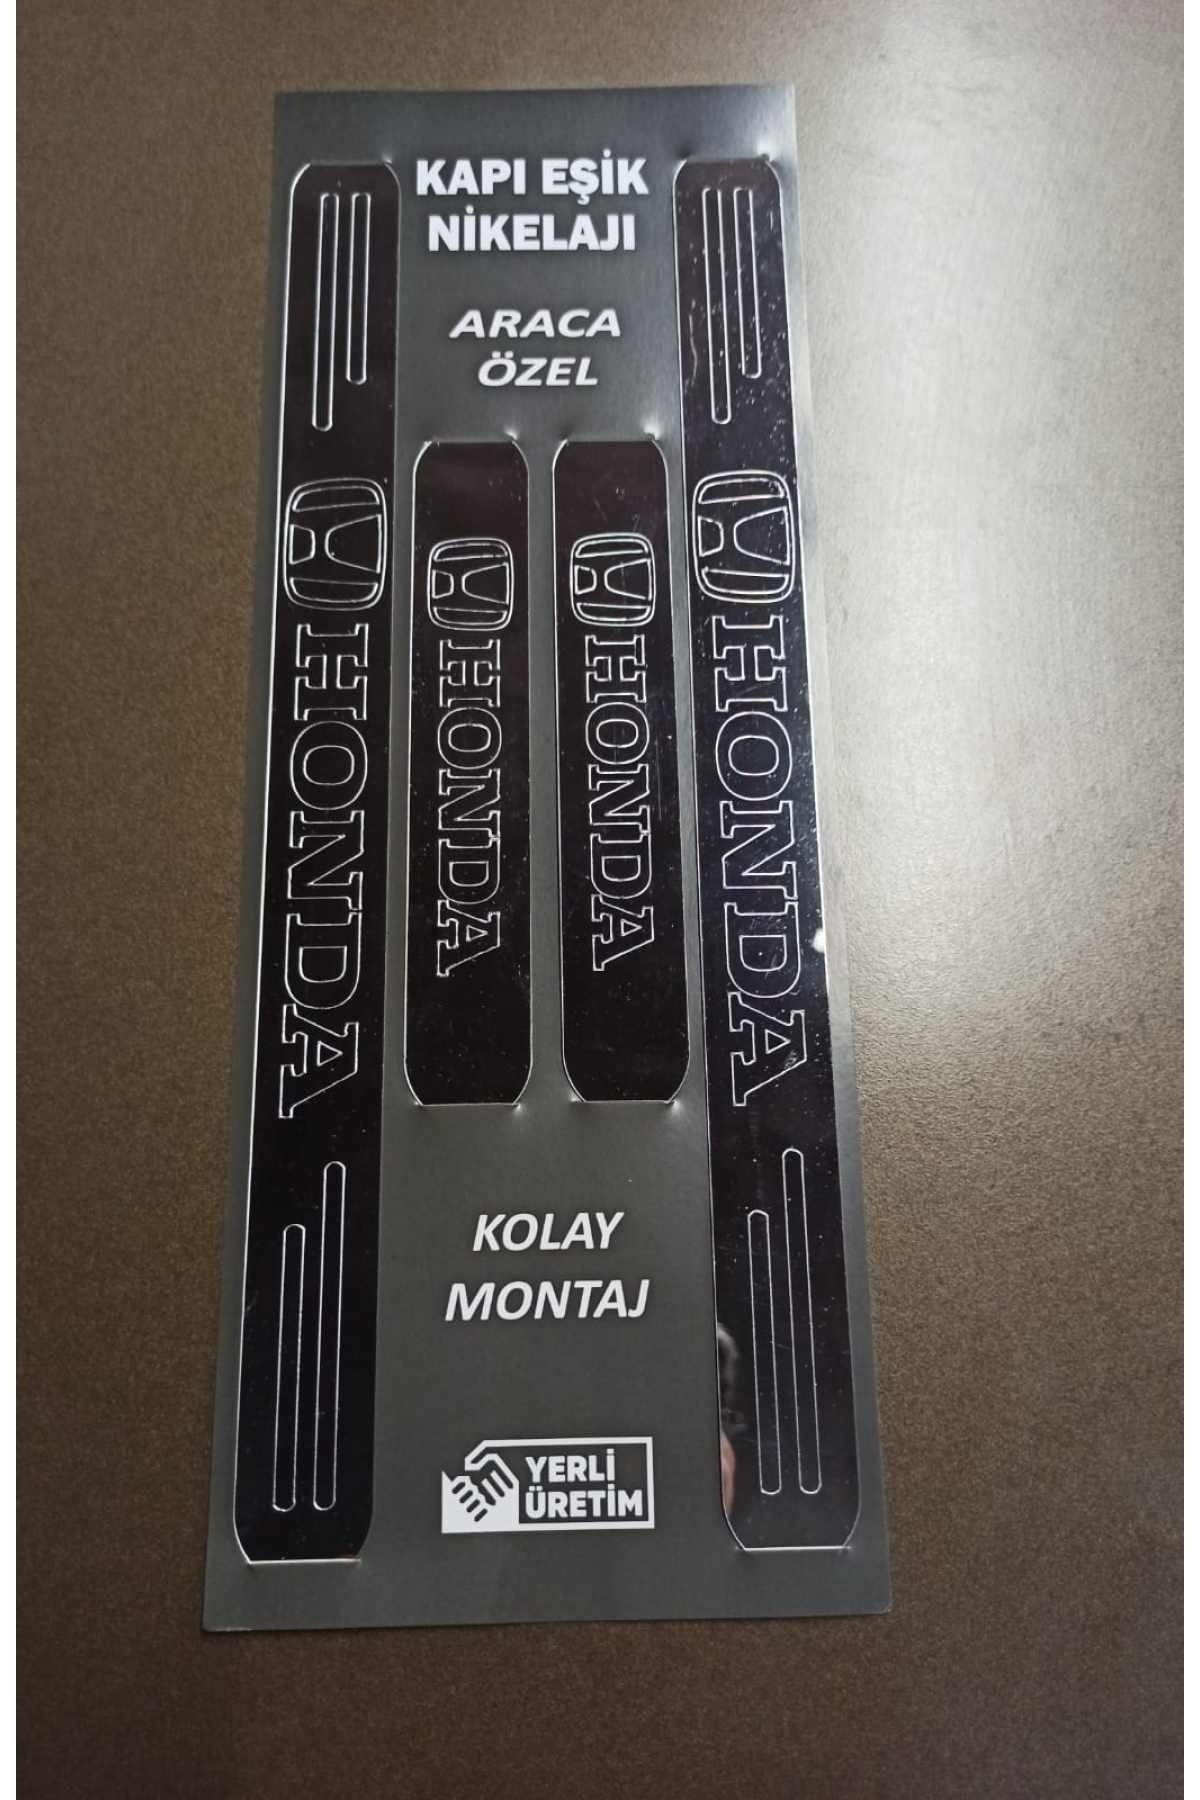 KAPI EŞİK
NİKELAJI
ARACA
ÖZEL
HONDA
HONDA
HONDA
HONDA
KOLAY
MONTAJ
YERLİ
ÜRETİM